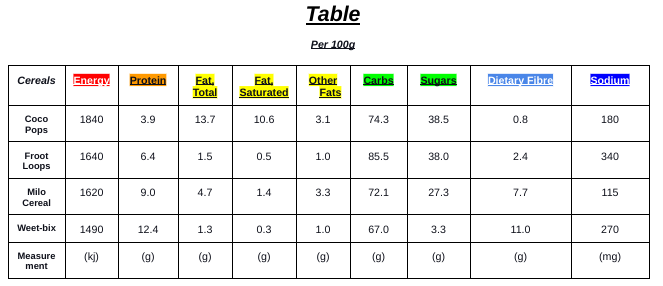 Table
Per 100g
Cereals Energy Protein Fat, Total Fat, Saturated Other Fats Carbs Sugars Dietary Fibre Sodium
Coco Pops 1840 3.9 13.7 10.6 3.1 74.3 38.5 0.8 180
Froot Loops 1640 6.4 1.5 0.5 1.0 85.5 38.0 2.4 340
Milo Cereal 1620 9.0 4.7 1.4 3.3 72.1 27.3 7.7 115
Weet-bix 1490 12.4 1.3 0.3 1.0 67.0 3.3 11.0 270
Measurement (kj) (g) (g) (g) (g) (g) (g) (g) (mg)